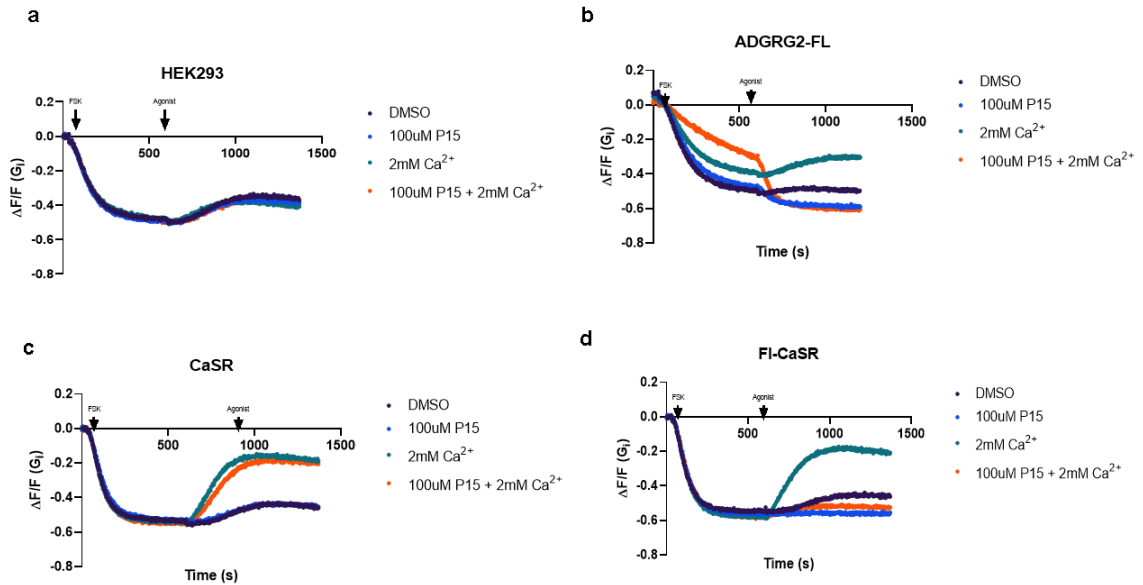 a
HEK293
FSK
Agonist
ΔF/F (Gi)
0.2
0.0
-0.2
-0.4
-0.6
-0.8
500
1000
1500
DMSO
100uM P15
2mM Ca2+
100uM P15 + 2mM Ca2+
b
ADGRG2-FL
FSK
Agonist
ΔF/F (Gi)
0.2
0.0
-0.2
-0.4
-0.6
-0.8
500
1000
1500
Time (s)
DMSO
100uM P15
2mM Ca2+
100uM P15 + 2mM Ca2+
c
CaSR
FSK
Agonist
ΔF/F (Gi)
0.2
0.0
-0.2
-0.4
-0.6
-0.8
500
1000
1500
Time (s)
DMSO
100uM P15
2mM Ca2+
100uM P15 + 2mM Ca2+
d
Fl-CaSR
FSK
Agonist
ΔF/F (Gi)
0.2
0.0
-0.2
-0.4
-0.6
-0.8
500
1000
1500
Time (s)
DMSO
100uM P15
2mM Ca2+
100uM P15 + 2mM Ca2+